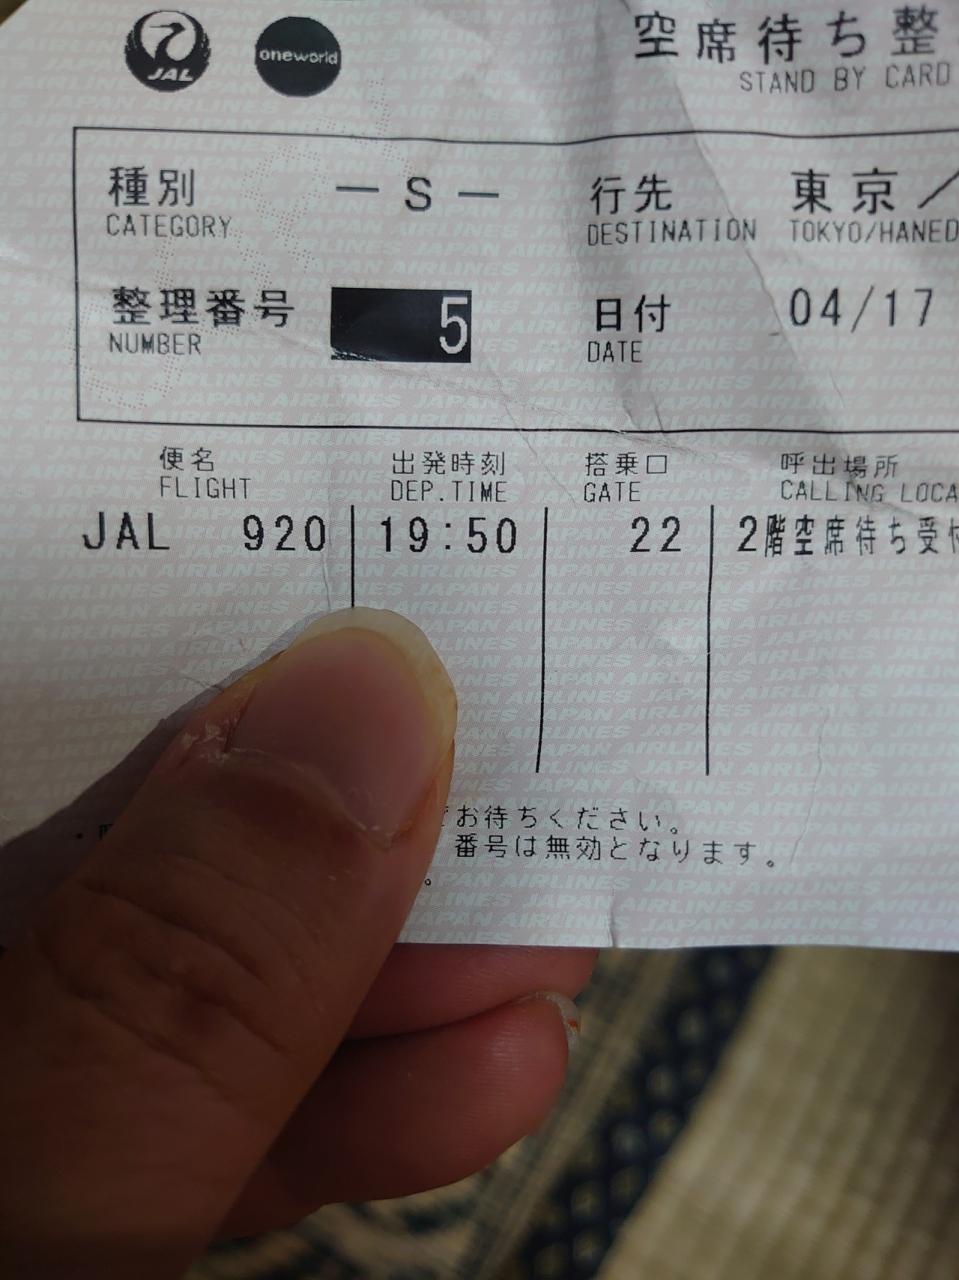 JAL
oneworld
空席待ち整
STAND BY CARD
種別 － S － 行先 東京／
CATEGORY DESTINATION TOKYO/HANED
整理番号 5 日付 04/17
NUMBER DATE
便名 出発時刻 搭乗口 呼出場所
FLIGHT DEP.TIME GATE CALLING LOCA
JAL 920 19:50 22 2階空席待ち受付
お待ちください。
番号は無効となります。